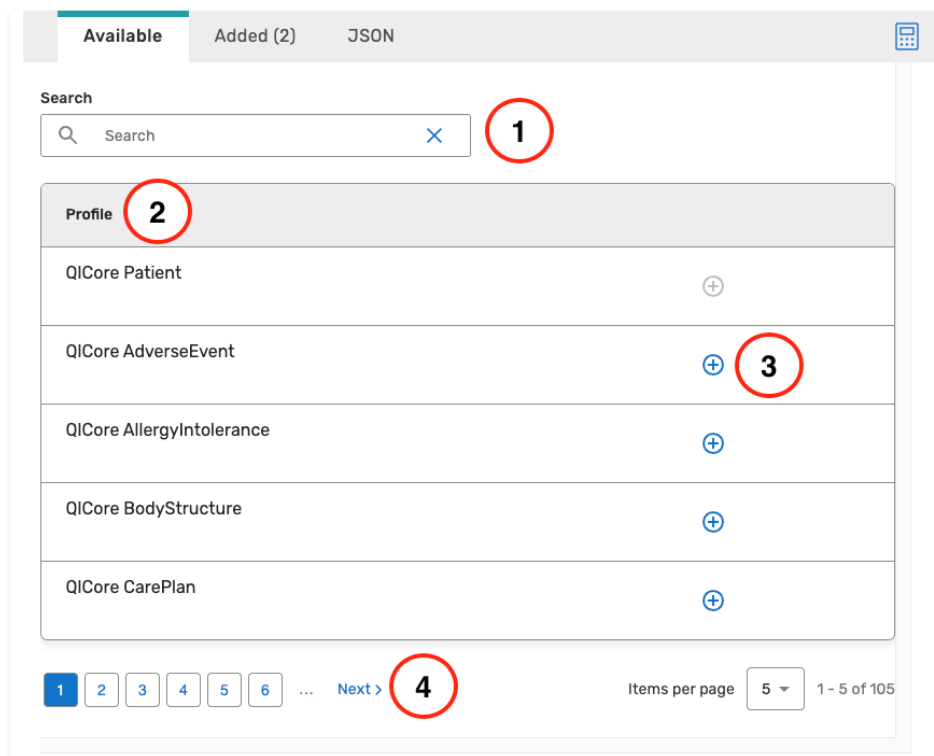 Available Added (2) JSON
Search
Search 1
Profile 2
QICore Patient
QICore AdverseEvent
3
QICore AllergyIntolerance
QICore BodyStructure
QICore CarePlan
1 2 3 4 5 6 ... Next > 4 Items per page 5 1 - 5 of 105